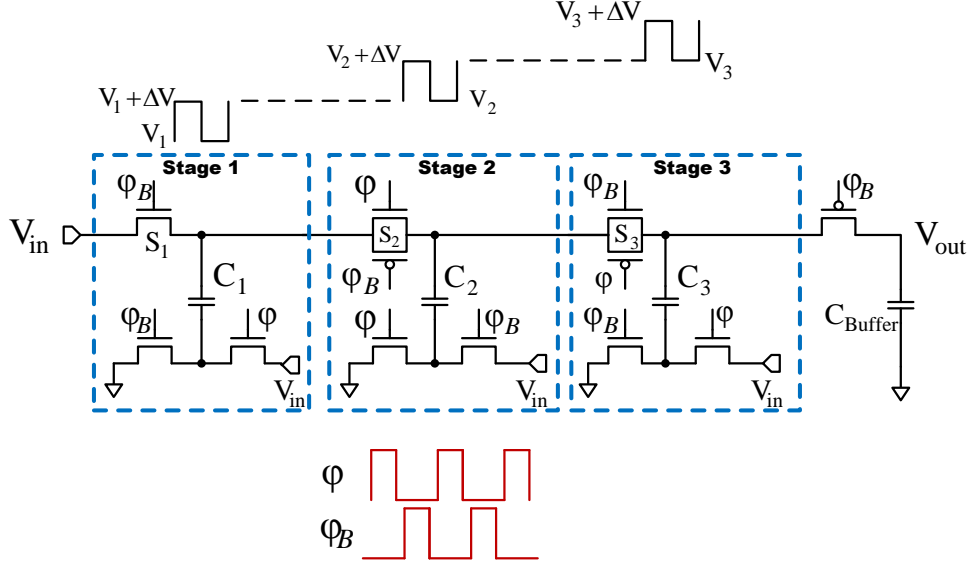 V₃+ΔV
V₃
V₂+ΔV
V₂
V₁+ΔV
V₁
Stage 1
Stage 2
Stage 3
φB
φ
φB
φB
Vin
S₁
S₂
S₃
Vout
φB
φ
C₁
C₂
C₃
CBuffer
φB
φ
φ
φB
φB
φ
Vin
Vin
Vin
φ
φB